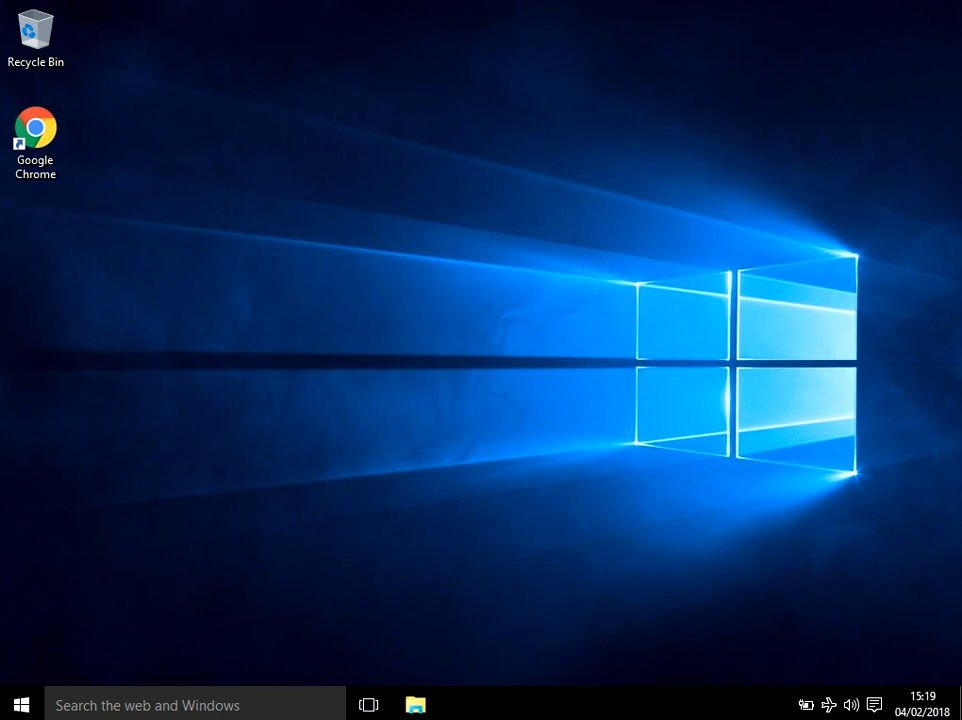 Recycle Bin
Google
Chrome
Search the web and Windows
15:19
04/02/2018